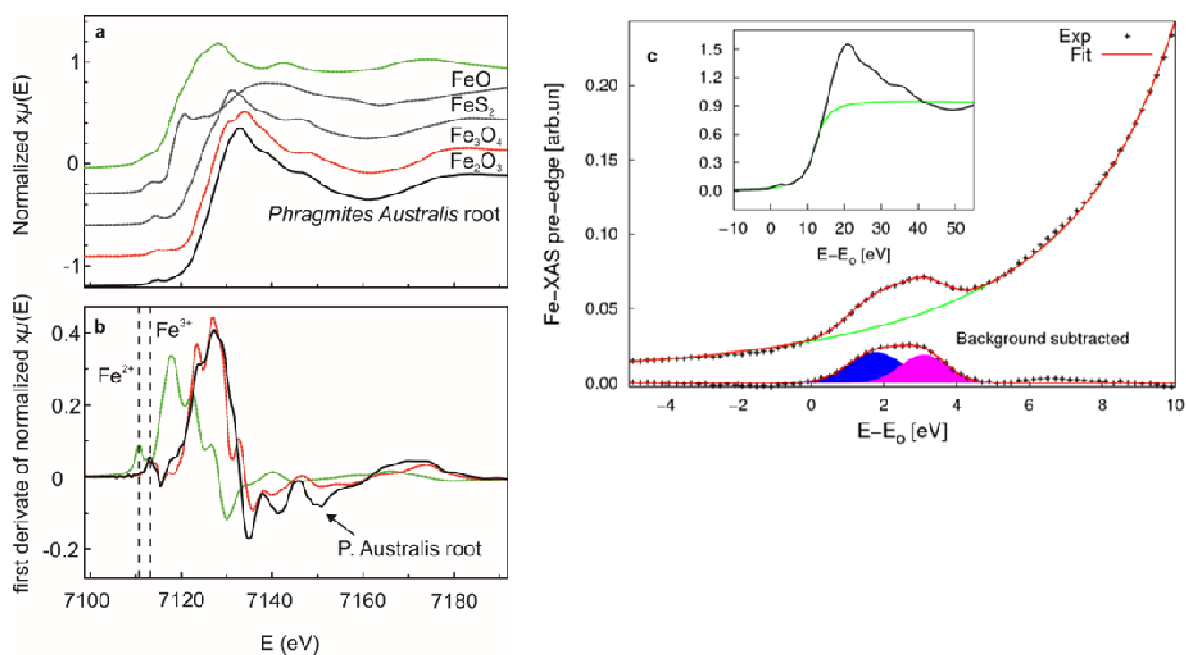 a
Normalized xμ(E)
1
0
-1
FeO
FeS₂
Fe₃O₄
Fe₂O₃
Phragmites Australis root
b
first derivate of normalized xμ(E)
0.4
0.2
0
-0.2
Fe²⁺
Fe³⁺
P. Australis root
7100 7120 7140 7160 7180
E (eV)
c
Fe-XAS pre-edge [arb.un]
0.20
0.15
0.10
0.05
0.00
Exp
Fit
1.5
1.2
0.9
0.6
0.3
0.0
−10 0 10 20 30 40 50
E−Eₒ [eV]
Background subtracted
−4 −2 0 2 4 6 8 10
E−Eₒ [eV]